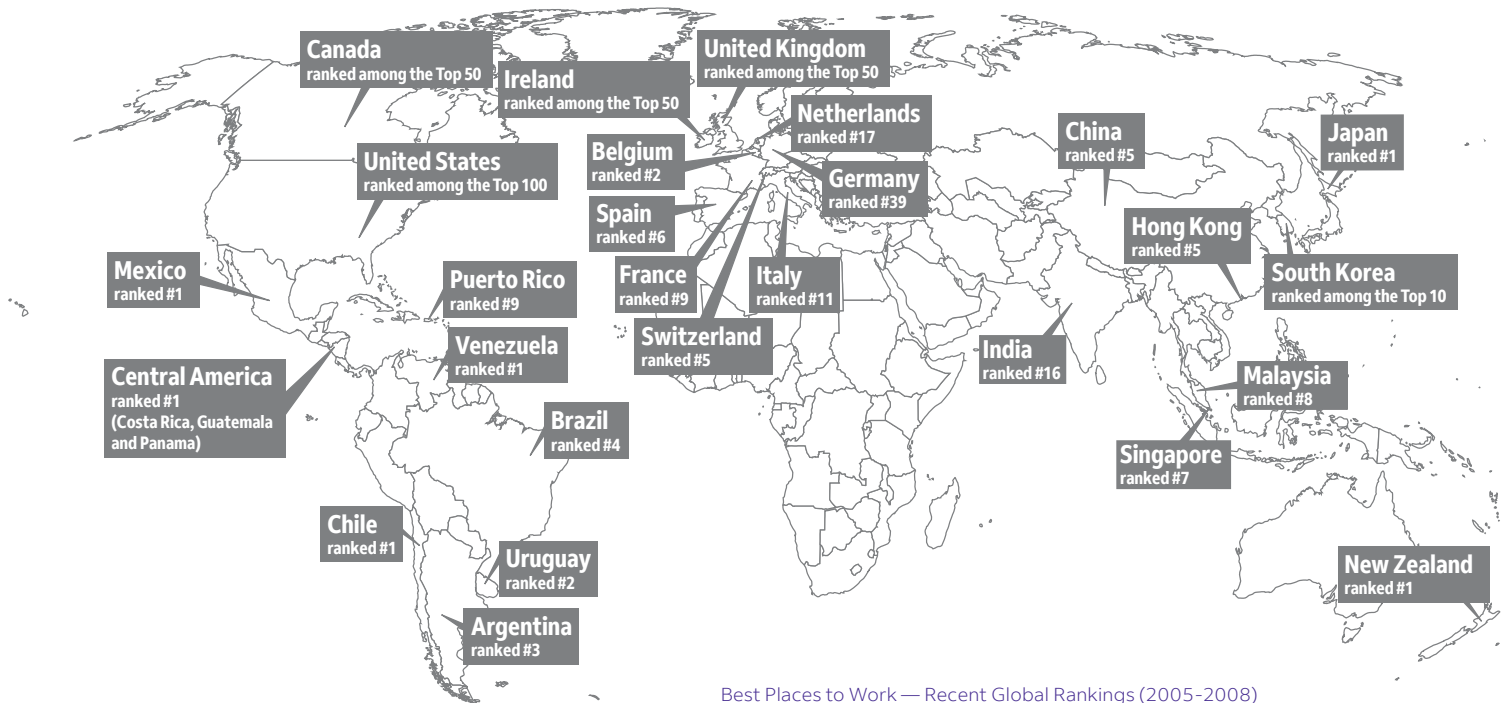 Canada
ranked among the Top 50
United Kingdom
ranked among the Top 50
Ireland
ranked among the Top 50
Netherlands
ranked #17
China
ranked #5
Japan
ranked #1
Belgium
ranked #2
United States
ranked among the Top 100
Germany
ranked #39
Spain
ranked #6
Hong Kong
ranked #5
Mexico
ranked #1
Puerto Rico
ranked #9
France
ranked #9
Italy
ranked #11
South Korea
ranked among the Top 10
Switzerland
ranked #5
Venezuela
ranked #1
India
ranked #16
Central America
ranked #1
(Costa Rica, Guatemala
and Panama)
Malaysia
ranked #8
Brazil
ranked #4
Singapore
ranked #7
Chile
ranked #1
Uruguay
ranked #2
New Zealand
ranked #1
Argentina
ranked #3
Best Places to Work — Recent Global Rankings (2005-2008)